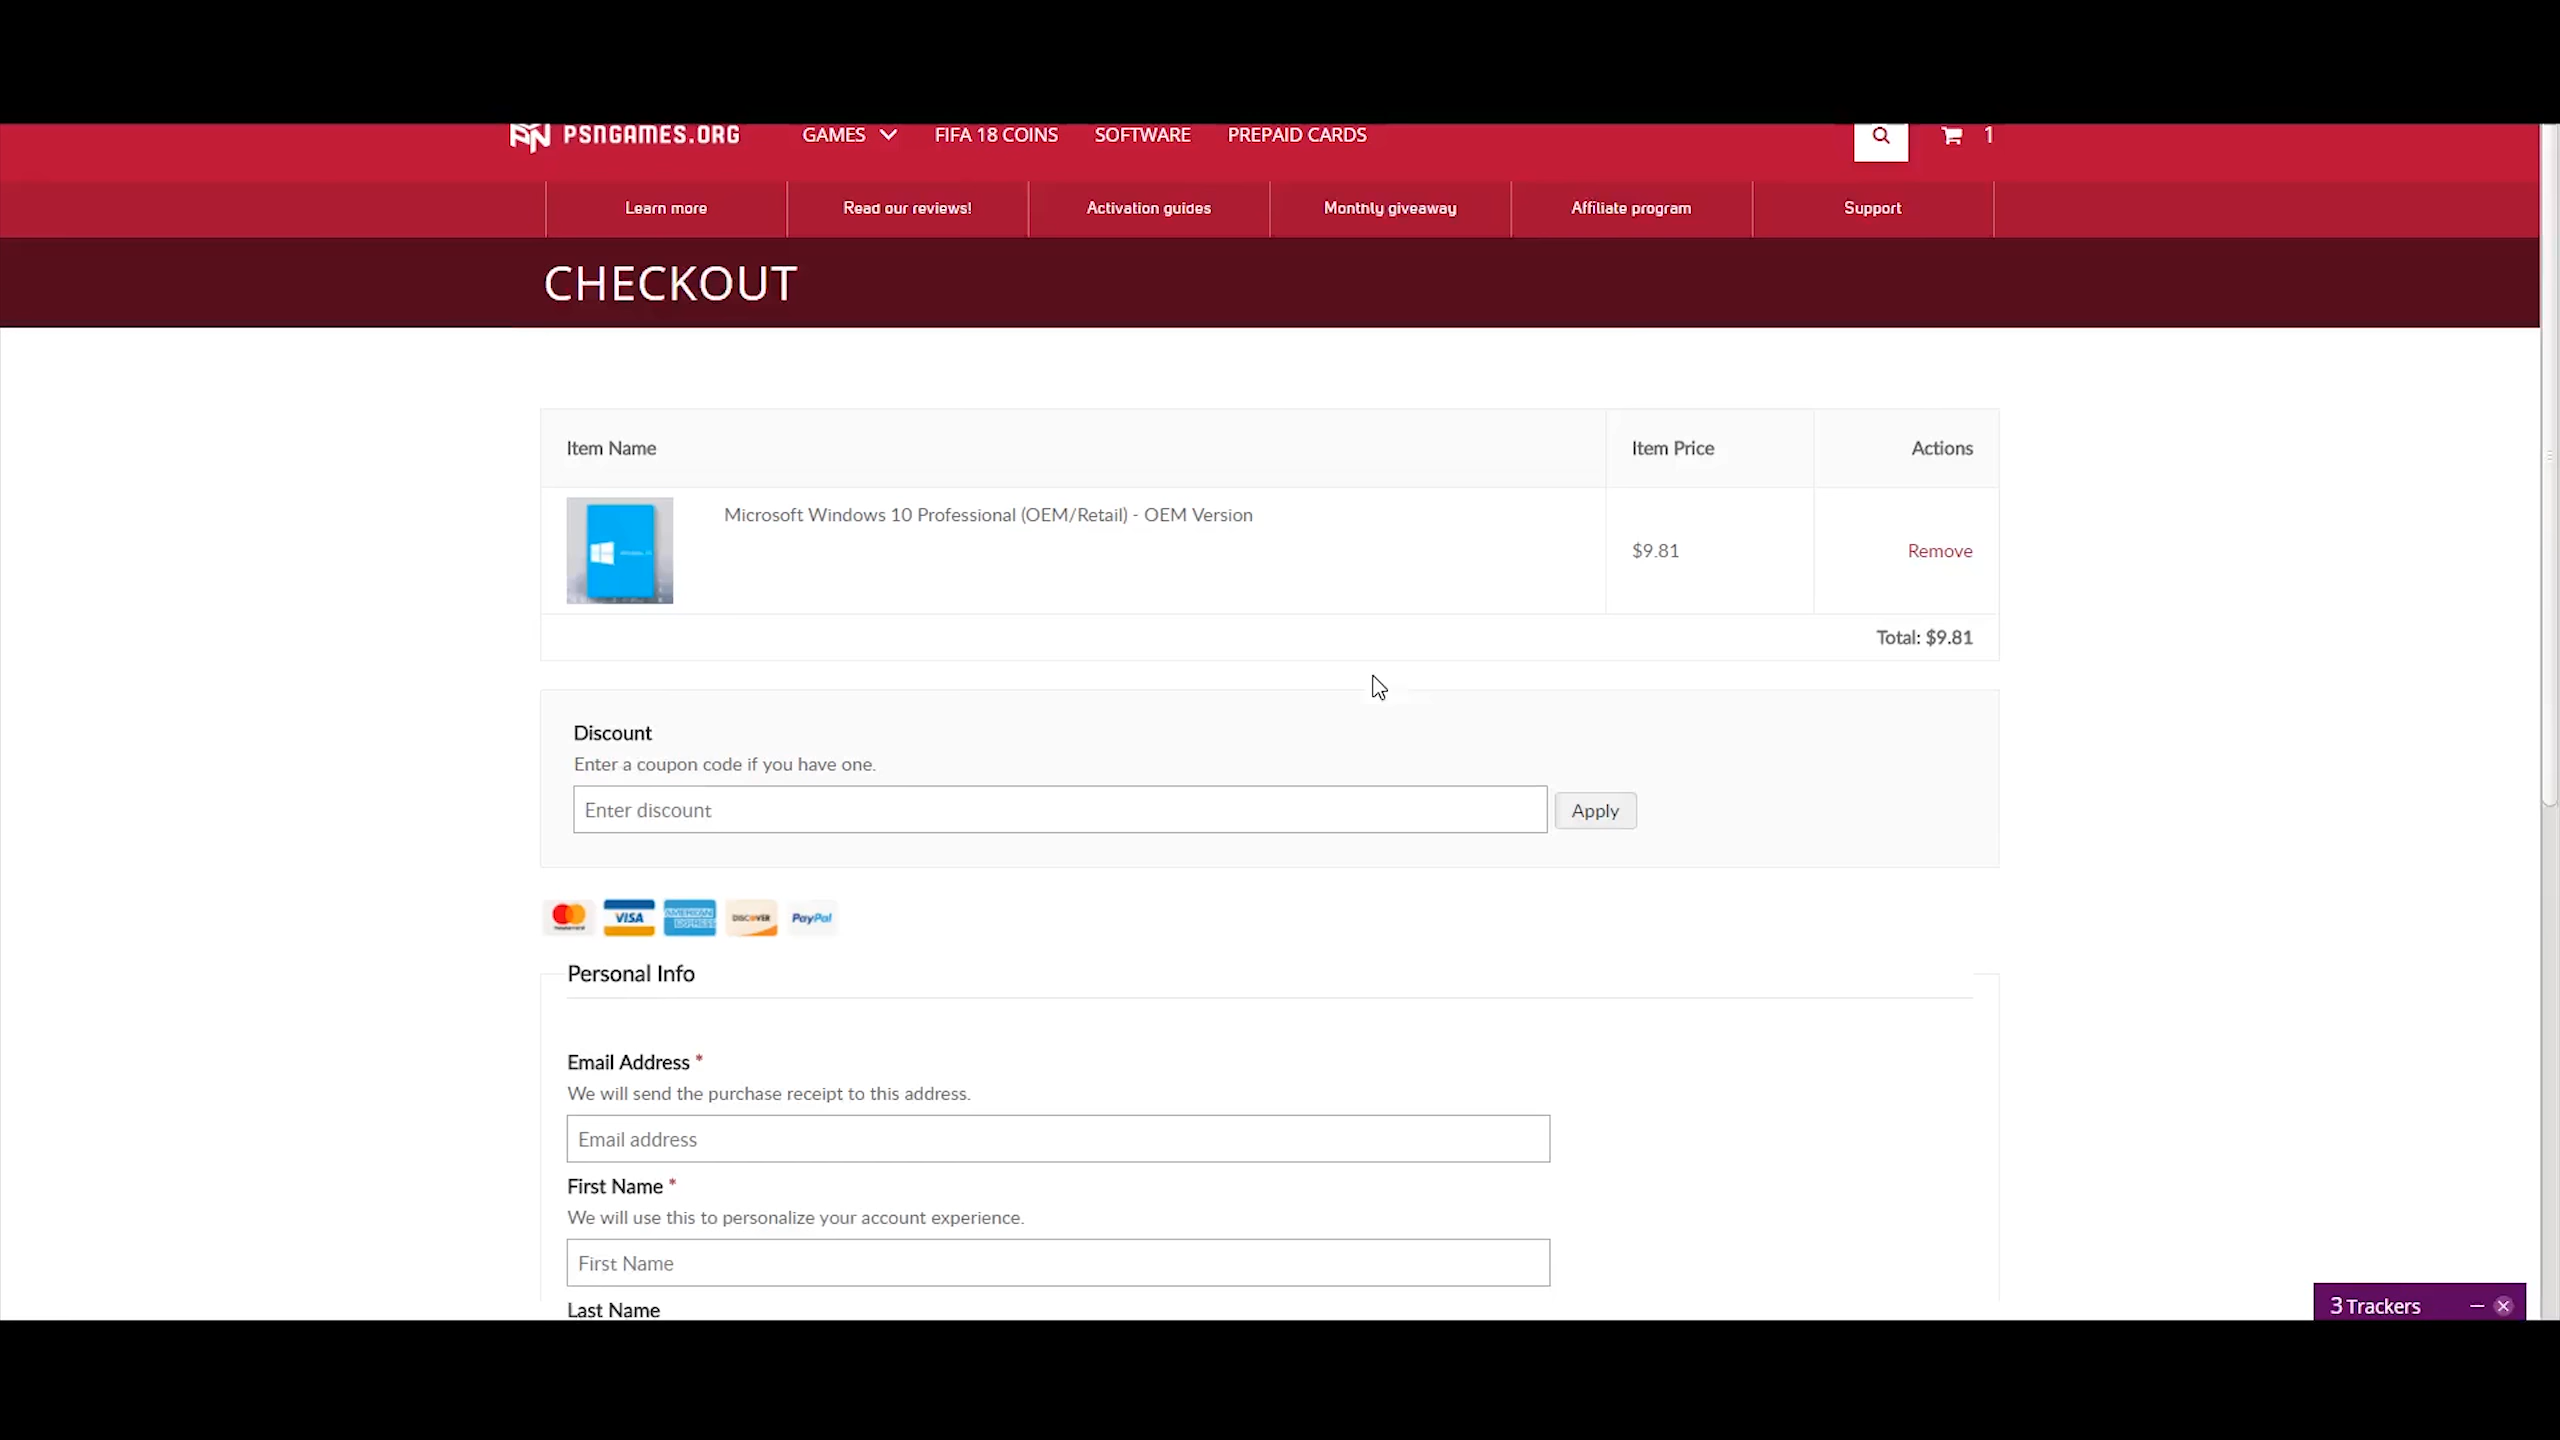 PSNGAMES.ORG GAMES FIFA 18 COINS SOFTWARE PREPAID CARDS 1
Learn more Read our reviews! Activation guides Monthly giveaway Affiliate program Support
CHECKOUT
Item Name Item Price Actions
Microsoft Windows 10 Professional (OEM/Retail) - OEM Version
$9.81 Remove
Total: $9.81
Discount
Enter a coupon code if you have one.
Enter discount Apply
VISA AMERICAN EXPRESS DISCOVER PayPal
Personal Info
Email Address *
We will send the purchase receipt to this address.
Email address
First Name *
We will use this to personalize your account experience.
First Name
Last Name
3 Trackers